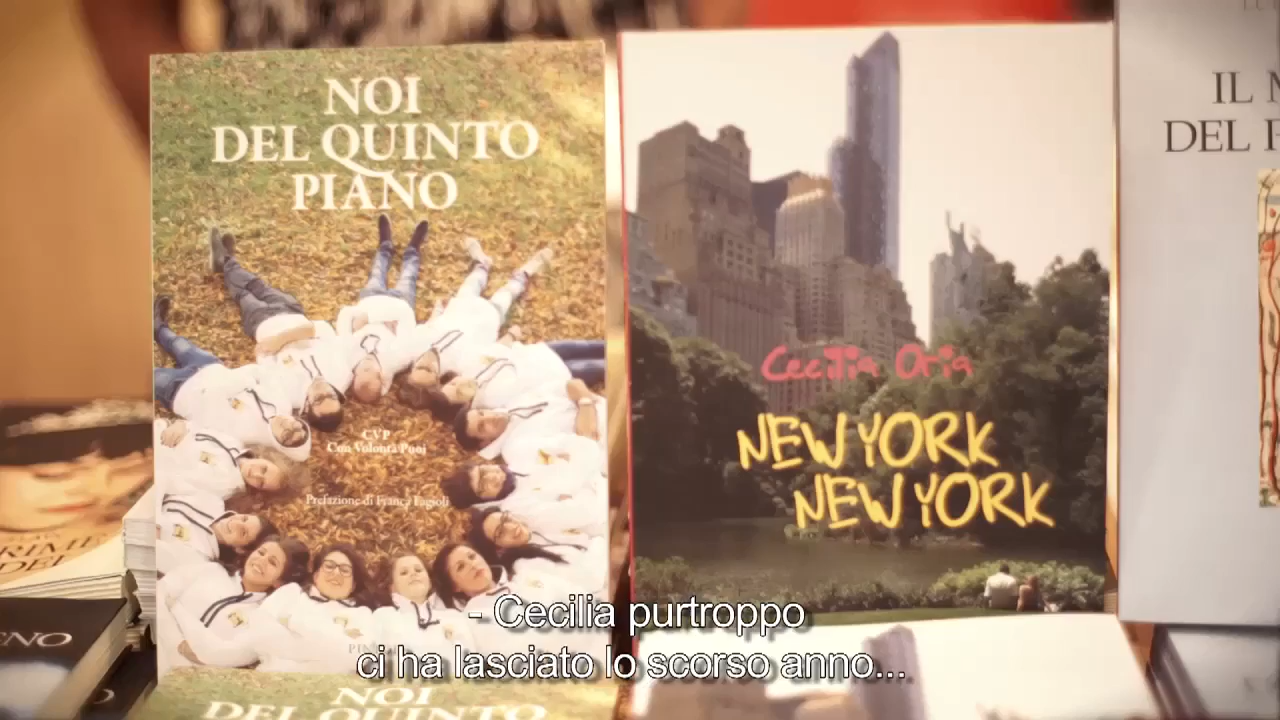 NOI
DEL QUINTO
PIANO
CVP
Con Volontà Puoi
Prefazione di Franca Fagioli
Cecilia Oria
NEW YORK
NEW YORK
IL
DEL
ENO
- Cecilia purtroppo
ci ha lasciato lo scorso anno...
NOI
DEL QUINTO